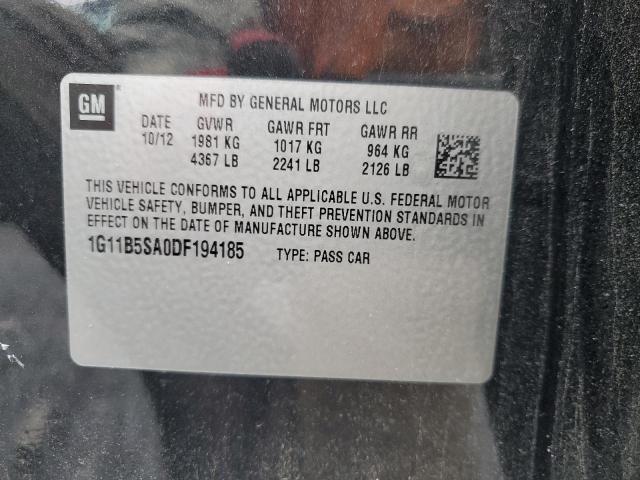 GM®
MFD BY GENERAL MOTORS LLC
DATE GVWR GAWR FRT GAWR RR
10/12 1981 KG 1017 KG 964 KG
4367 LB 2241 LB 2126 LB
THIS VEHICLE CONFORMS TO ALL APPLICABLE U.S. FEDERAL MOTOR
VEHICLE SAFETY, BUMPER, AND THEFT PREVENTION STANDARDS IN
EFFECT ON THE DATE OF MANUFACTURE SHOWN ABOVE.
1G11B5SA0DF194185 TYPE: PASS CAR